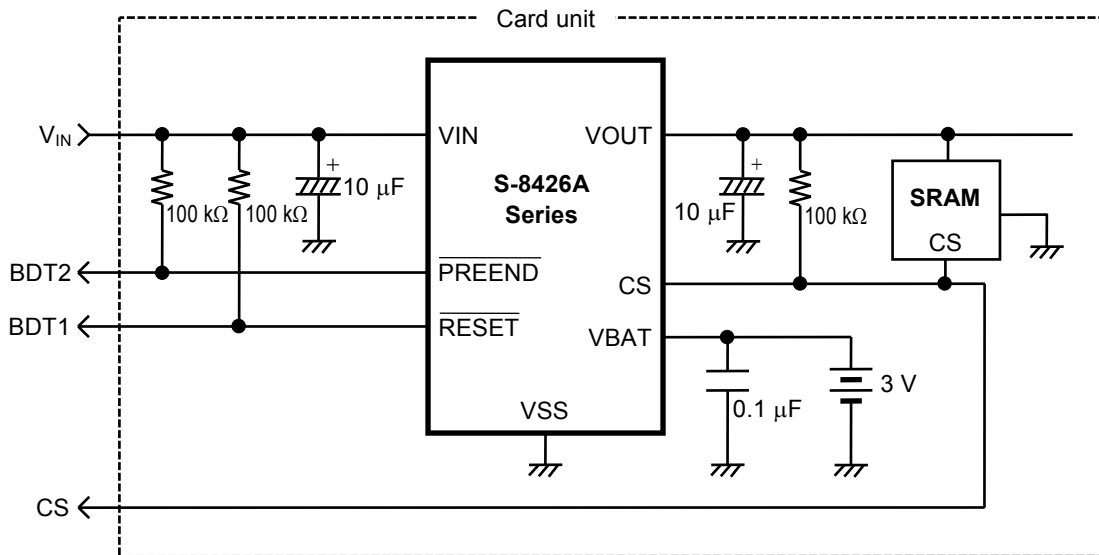 Card unit
V_IN
VIN
VOUT
S-8426A
Series
100 kΩ
100 kΩ
+
10 µF
+
10 µF
100 kΩ
SRAM
CS
BDT2
PREEND
CS
BDT1
RESET
VBAT
0.1 µF
3 V
VSS
CS